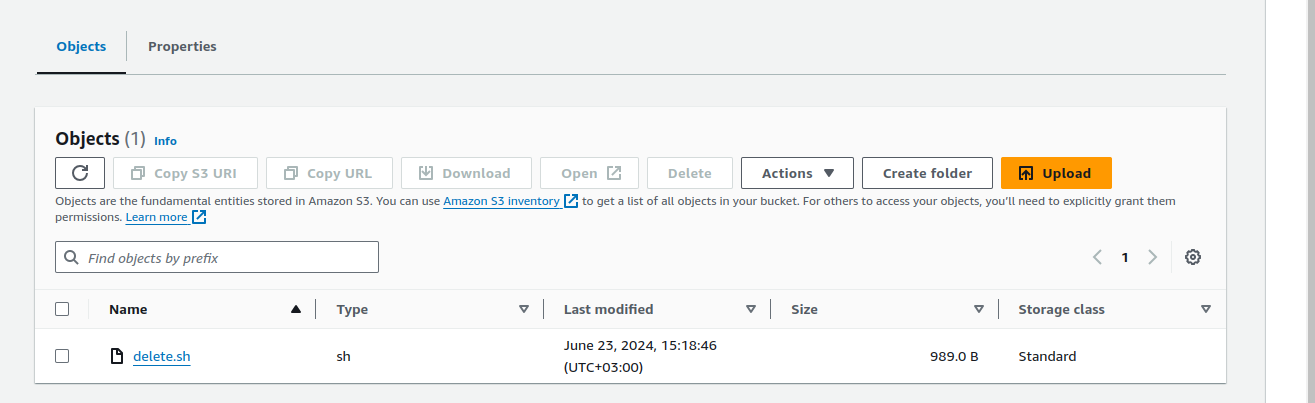 Objects
Properties
Objects (1) Info
Copy S3 URI
Copy URL
Download
Open
Delete
Actions
Create folder
Upload
Objects are the fundamental entities stored in Amazon S3. You can use Amazon S3 inventory to get a list of all objects in your bucket. For others to access your objects, you'll need to explicitly grant them
permissions. Learn more
Find objects by prefix
1
Name Type Last modified Size Storage class
delete.sh sh June 23, 2024, 15:18:46 989.0 B Standard
(UTC+03:00)